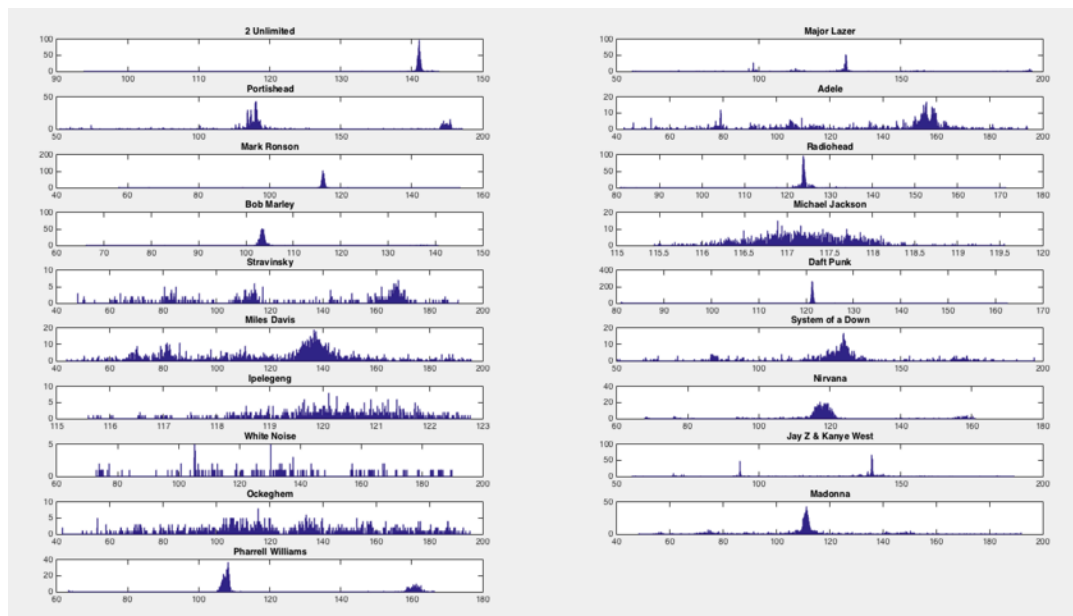 2 Unlimited
100
50
0
90 100 110 120 130 140 150
Portishead
50
0
50 100 150 200
Mark Ronson
200
100
0
40 60 80 100 120 140 160
Bob Marley
100
50
0
60 70 80 90 100 110 120 130 140 150
Stravinsky
10
5
0
40 60 80 100 120 140 160 180 200
Miles Davis
20
10
0
40 60 80 100 120 140 160 180 200
Ipelegeng
10
5
0
115 116 117 118 119 120 121 122 123
White Noise
5
0
60 80 100 120 140 160 180 200
Ockeghem
10
5
0
40 60 80 100 120 140 160 180 200
Pharrell Williams
40
20
0
60 80 100 120 140 160 180
Major Lazer
100
50
0
50 100 150 200
Adele
20
10
0
40 60 80 100 120 140 160 180 200
Radiohead
100
50
0
80 90 100 110 120 130 140 150 160 170 180
Michael Jackson
20
10
0
115 115.5 116 116.5 117 117.5 118 118.5 119 119.5 120
Daft Punk
400
200
0
80 90 100 110 120 130 140 150 160 170
System of a Down
20
10
0
50 100 150 200
Nirvana
40
20
0
60 80 100 120 140 160 180
Jay Z & Kanye West
100
50
0
50 100 150 200
Madonna
50
0
40 60 80 100 120 140 160 180 200